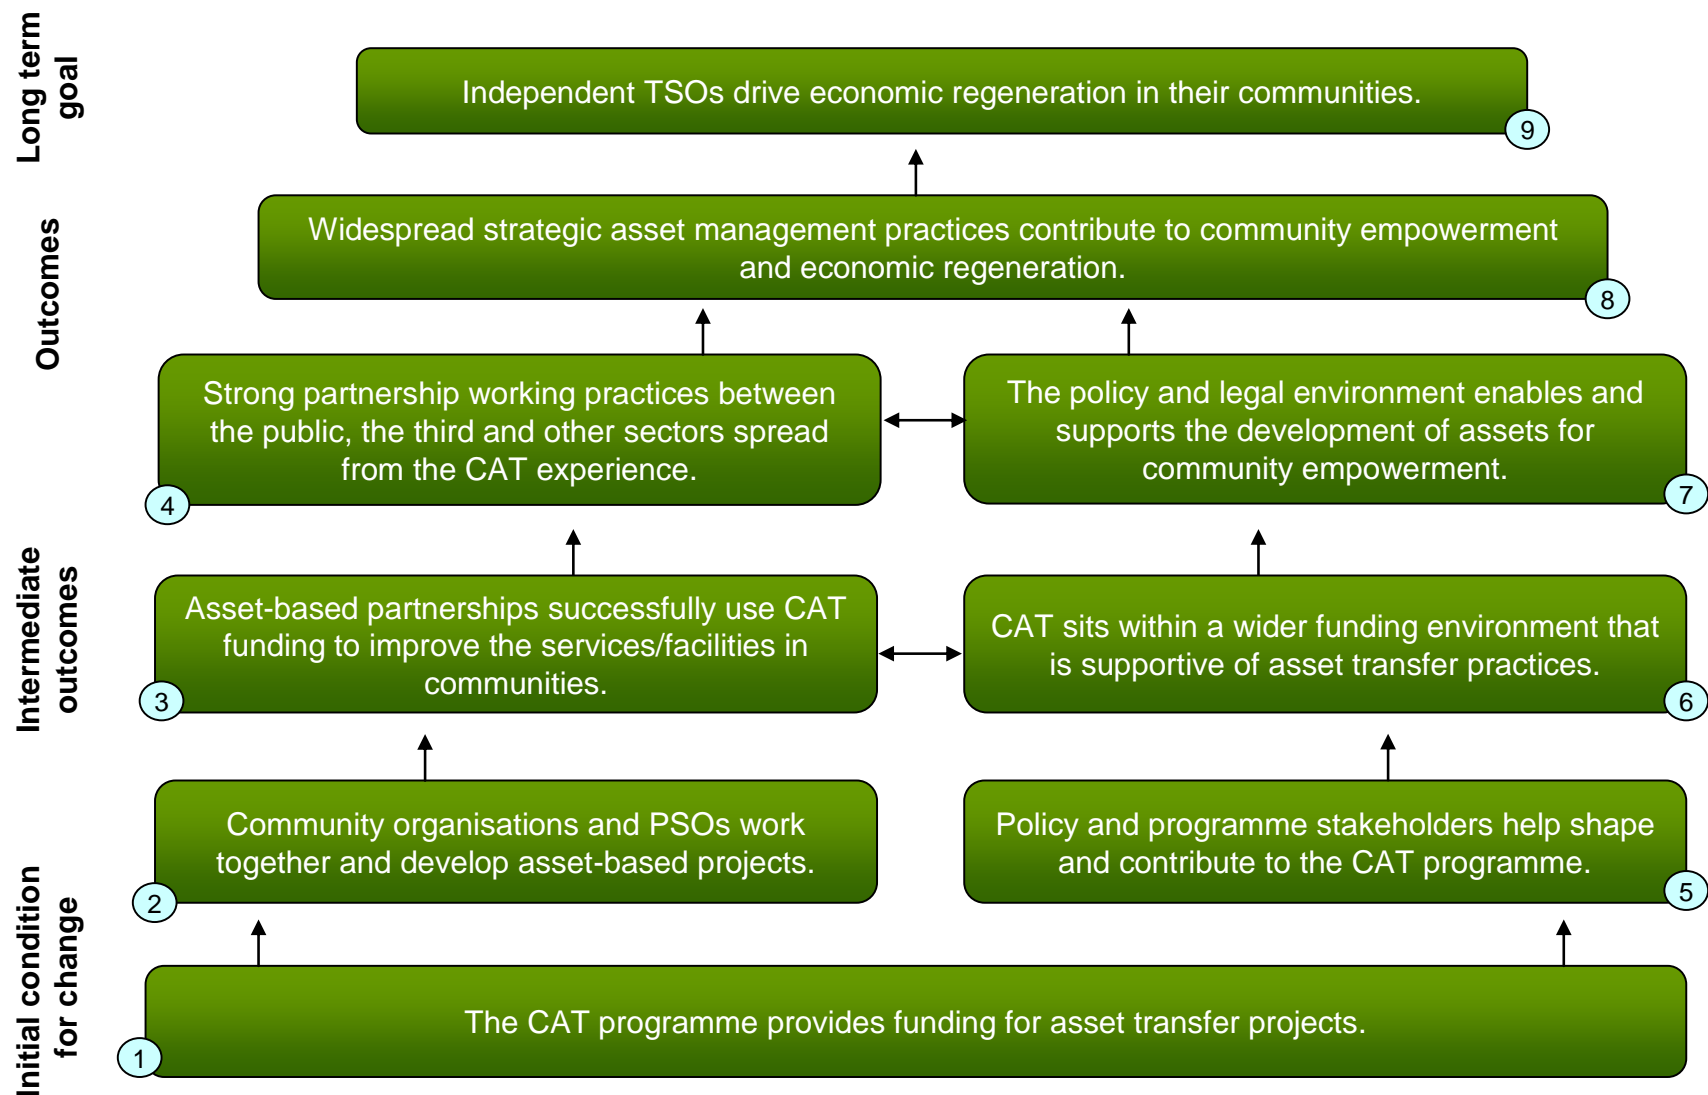 Long term
goal
Independent TSOs drive economic regeneration in their communities.
9
Outcomes
Widespread strategic asset management practices contribute to community empowerment
and economic regeneration.
8
Strong partnership working practices between
the public, the third and other sectors spread
from the CAT experience.
4
The policy and legal environment enables and
supports the development of assets for
community empowerment.
7
Intermediate
outcomes
Asset-based partnerships successfully use CAT
funding to improve the services/facilities in
communities.
3
CAT sits within a wider funding environment that
is supportive of asset transfer practices.
6
Initial condition
for change
Community organisations and PSOs work
together and develop asset-based projects.
2
Policy and programme stakeholders help shape
and contribute to the CAT programme.
5
The CAT programme provides funding for asset transfer projects.
1